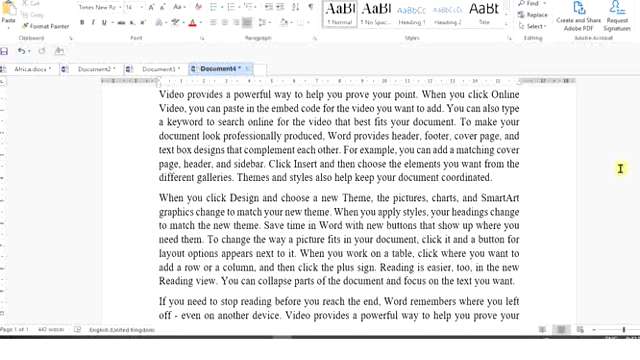 Cut
Copy
Paste
Format Painter
Clipboard
Times New Ro
14
Font
Paragraph
AaBl AaBl AaBbCc AaBbCc AaBl
1 Normal 1 No Spac... Heading 1 Heading 2 Title
Styles
Find
Replace
Select
Editing
Create and Share Adobe PDF
Request Signatures
Adobe Acrobat
Africa.docx * Document2 * Document3 * Document4 *
Video provides a powerful way to help you prove your point. When you click Online
Video, you can paste in the embed code for the video you want to add. You can also type
a keyword to search online for the video that best fits your document. To make your
document look professionally produced, Word provides header, footer, cover page, and
text box designs that complement each other. For example, you can add a matching cover
page, header, and sidebar. Click Insert and then choose the elements you want from the
different galleries. Themes and styles also help keep your document coordinated.
When you click Design and choose a new Theme, the pictures, charts, and SmartArt
graphics change to match your new theme. When you apply styles, your headings change
to match the new theme. Save time in Word with new buttons that show up where you
need them. To change the way a picture fits in your document, click it and a button for
layout options appears next to it. When you work on a table, click where you want to
add a row or a column, and then click the plus sign. Reading is easier, too, in the new
Reading view. You can collapse parts of the document and focus on the text you want.
If you need to stop reading before you reach the end, Word remembers where you left
off - even on another device. Video provides a powerful way to help you prove your
Page 1 of 1 442 words English (United Kingdom)